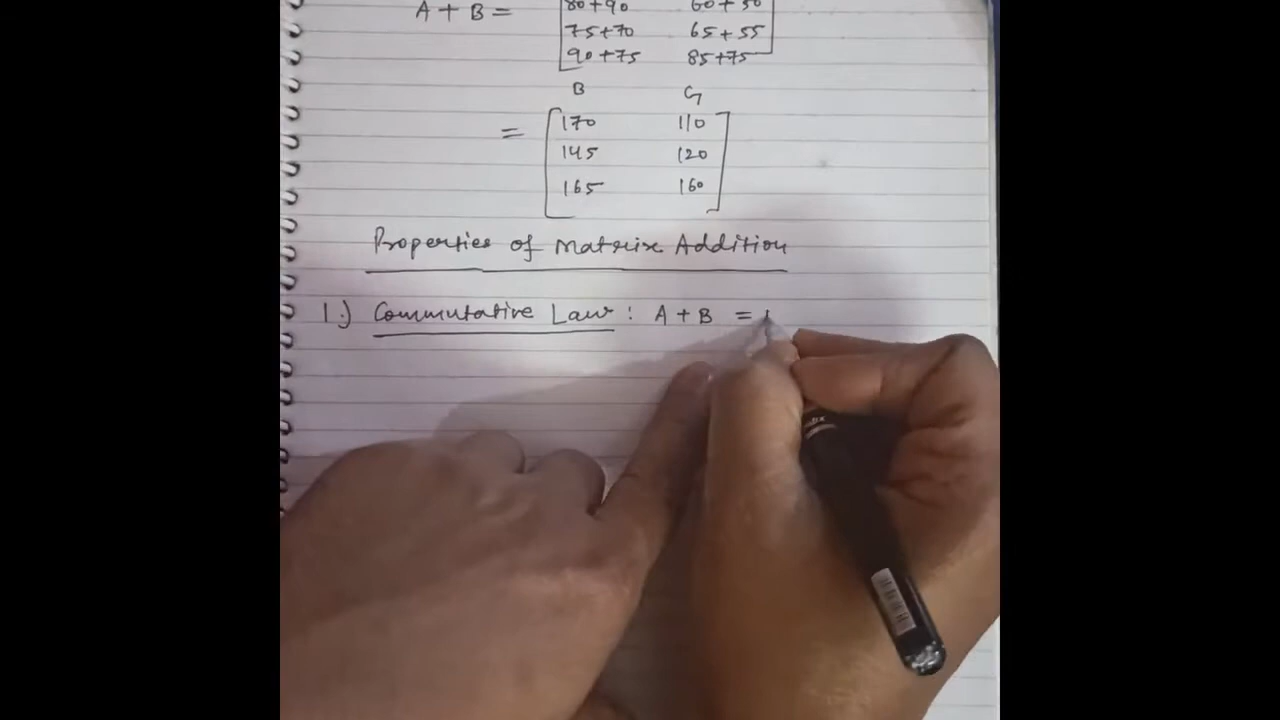 A + B = 80+90 60+50
75+70 65+55
90+75 85+75
B G
= 170 110
145 120
165 160
Properties of Matrix Addition
1.) Commutative Law : A + B =